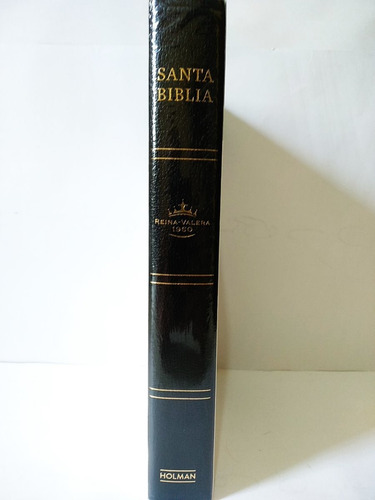 SANTA
BIBLIA
REINA-VALERA
1960
HOLMAN